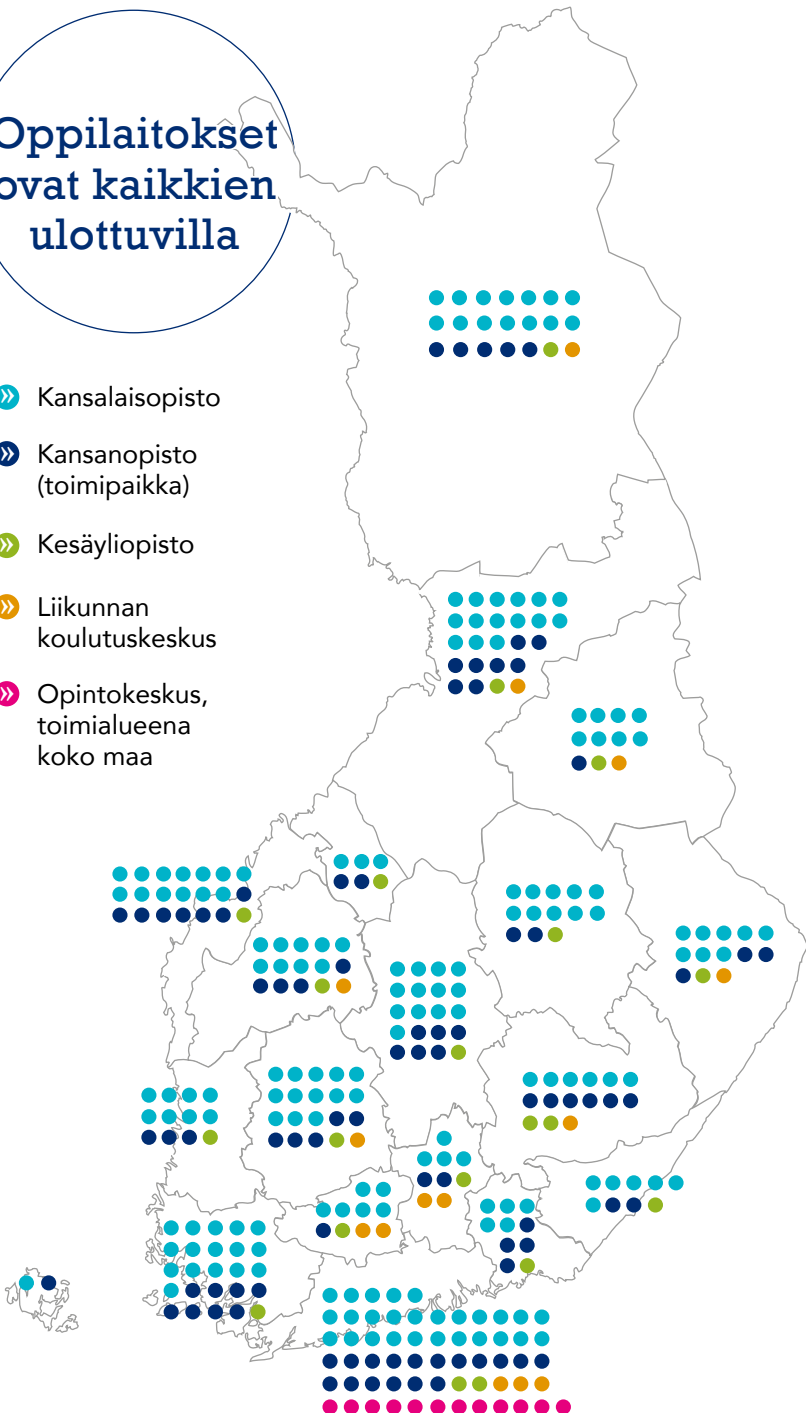 Oppilaitokset
ovat kaikkien
ulottuvilla
Kansalaisopisto
Kansanopisto
(toimipaikka)
Kesäyliopisto
Liikunnan
koulutuskeskus
Opintokeskus,
toimialueena
koko maa